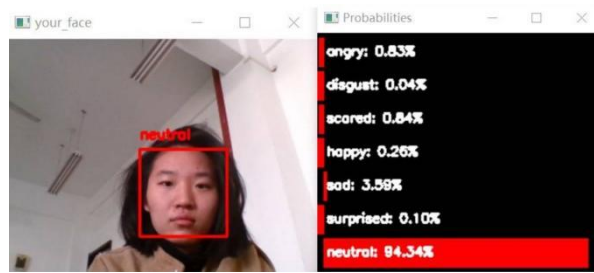 your_face
neutral
Probabilities
angry: 0.83%
disgust: 0.04%
scared: 0.84%
happy: 0.26%
sad: 3.59%
surprised: 0.10%
neutral: 94.34%